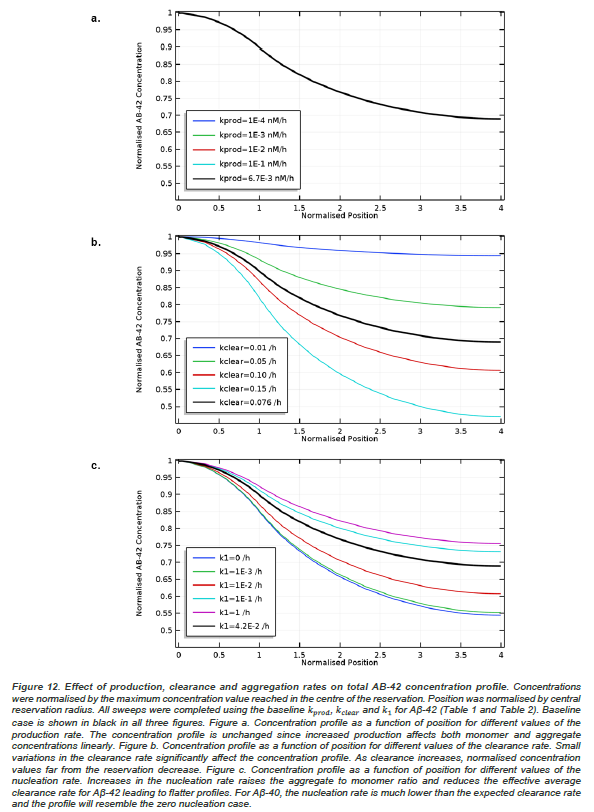 a.
1
0.95
0.9
0.85
0.8
0.75
0.7
0.65
0.6
0.55
0.5
Normalised AB-42 Concentration
kprod=1E-4 nM/h
kprod=1E-3 nM/h
kprod=1E-2 nM/h
kprod=1E-1 nM/h
kprod=6.7E-3 nM/h
0 0.5 1 1.5 2 2.5 3 3.5 4
Normalised Position
b.
1
0.95
0.9
0.85
0.8
0.75
0.7
0.65
0.6
0.55
0.5
Normalised AB-42 Concentration
kclear=0.01 /h
kclear=0.05 /h
kclear=0.10 /h
kclear=0.15 /h
kclear=0.076 /h
0 0.5 1 1.5 2 2.5 3 3.5 4
Normalised Position
c.
1
0.95
0.9
0.85
0.8
0.75
0.7
0.65
0.6
0.55
0.5
Normalised AB-42 Concentration
k1=0 /h
k1=1E-3 /h
k1=1E-2 /h
k1=1E-1 /h
k1=1 /h
k1=4.2E-2 /h
0 0.5 1 1.5 2 2.5 3 3.5 4
Normalised Position
Figure 12. Effect of production, clearance and aggregation rates on total AB-42 concentration profile. Concentrations
were normalised by the maximum concentration value reached in the centre of the reservation. Position was normalised by central
reservation radius. All sweeps were completed using the baseline kprod, kclear and k1 for Aβ-42 (Table 1 and Table 2). Baseline
case is shown in black in all three figures. Figure a. Concentration profile as a function of position for different values of the
production rate. The concentration profile is unchanged since increased production affects both monomer and aggregate
concentrations linearly. Figure b. Concentration profile as a function of position for different values of the clearance rate. Small
variations in the clearance rate significantly affect the concentration profile. As clearance increases, normalised concentration
values far from the reservation decrease. Figure c. Concentration profile as a function of position for different values of the
nucleation rate. Increases in the nucleation rate raises the aggregate to monomer ratio and reduces the effective average
clearance rate for Aβ-42 leading to flatter profiles. For Aβ-40, the nucleation rate is much lower than the expected clearance rate
and the profile will resemble the zero nucleation case.